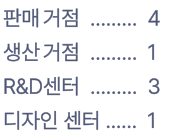 판매거점 ......... 4
생산거점 ......... 1
R&D센터 ......... 3
디자인 센터 ...... 1